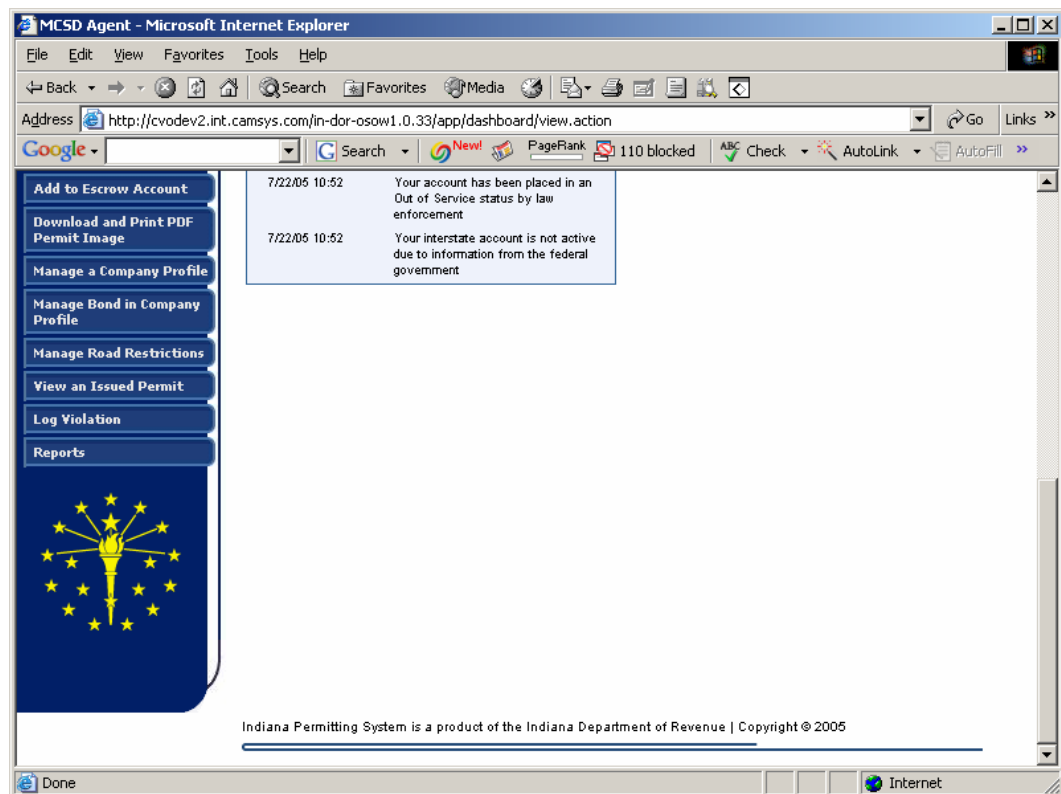 MCSD Agent - Microsoft Internet Explorer
File Edit View Favorites Tools Help
Back Search Favorites Media
Address http://cvodev2.int.camsys.com/in-dor-osow1.0.33/app/dashboard/view.action Go Links »
Google G Search New! PageRank 110 blocked ABC Check AutoLink AutoFill »
Add to Escrow Account
Download and Print PDF
Permit Image
Manage a Company Profile
Manage Bond in Company
Profile
Manage Road Restrictions
View an Issued Permit
Log Violation
Reports
7/22/05 10:52 Your account has been placed in an
Out of Service status by law
enforcement
7/22/05 10:52 Your interstate account is not active
due to information from the federal
government
Indiana Permitting System is a product of the Indiana Department of Revenue | Copyright © 2005
Done Internet